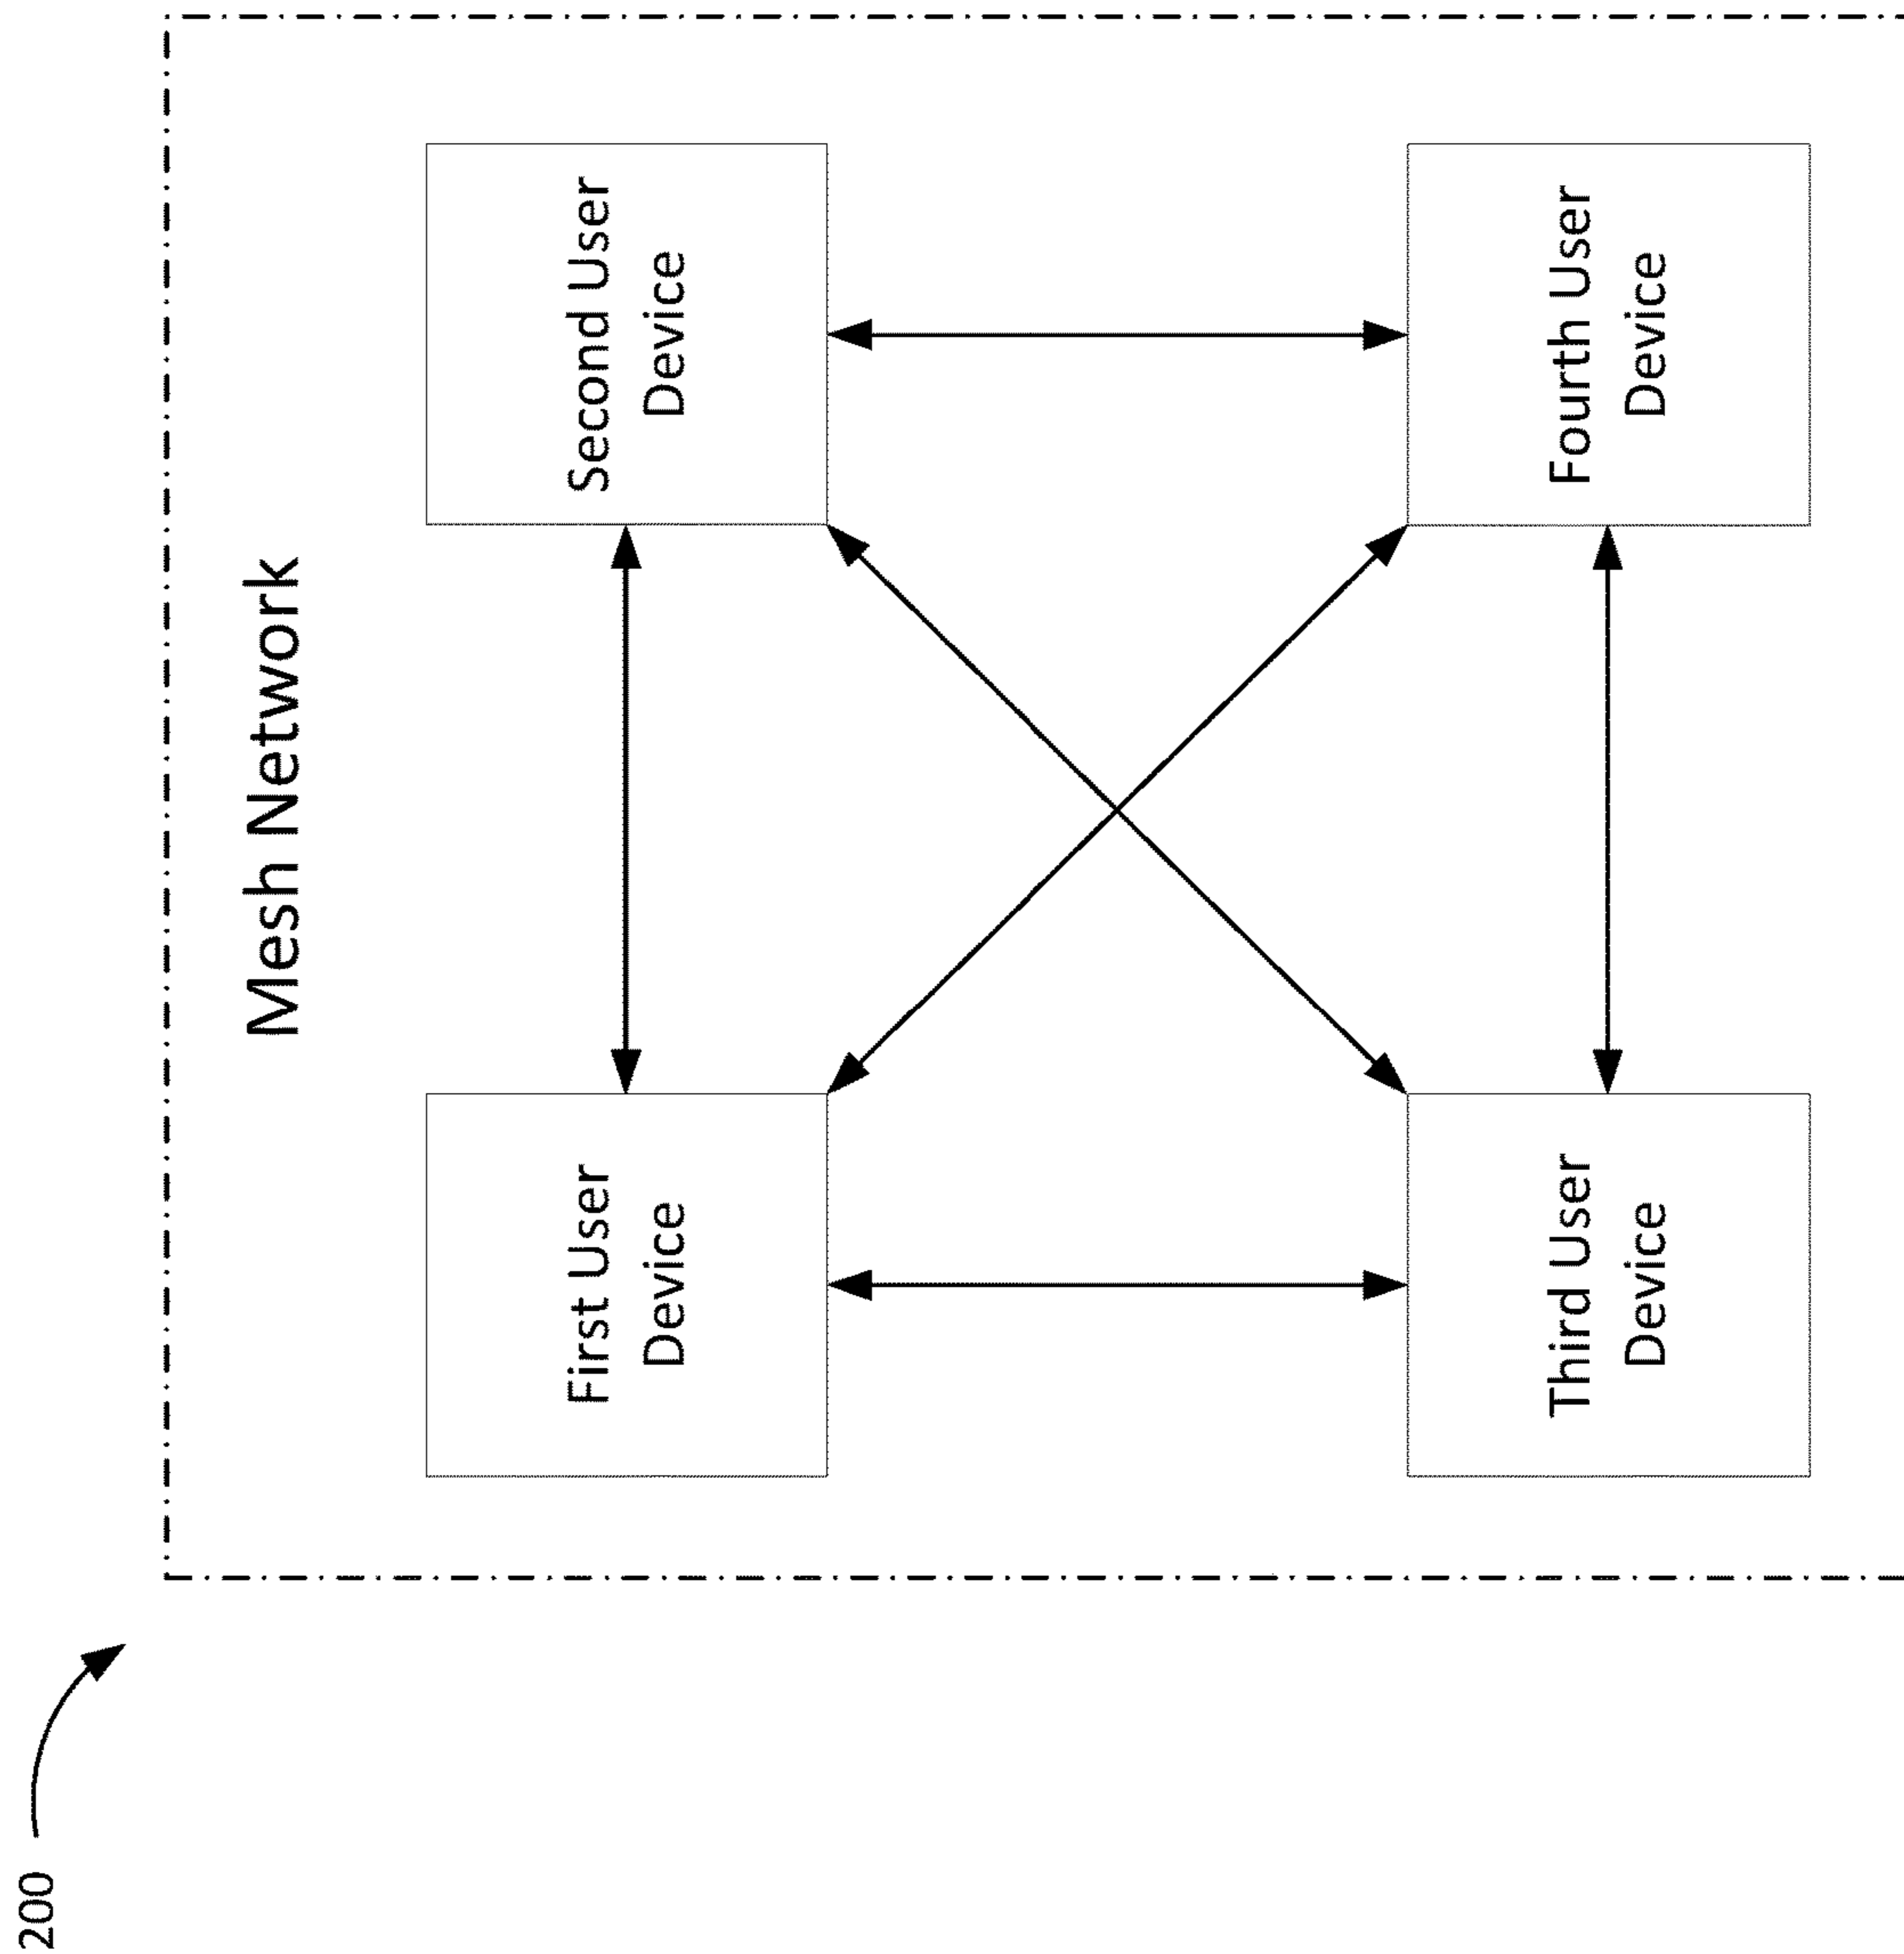 200
Mesh Network
First User
Device
Second User
Device
Third User
Device
Fourth User
Device